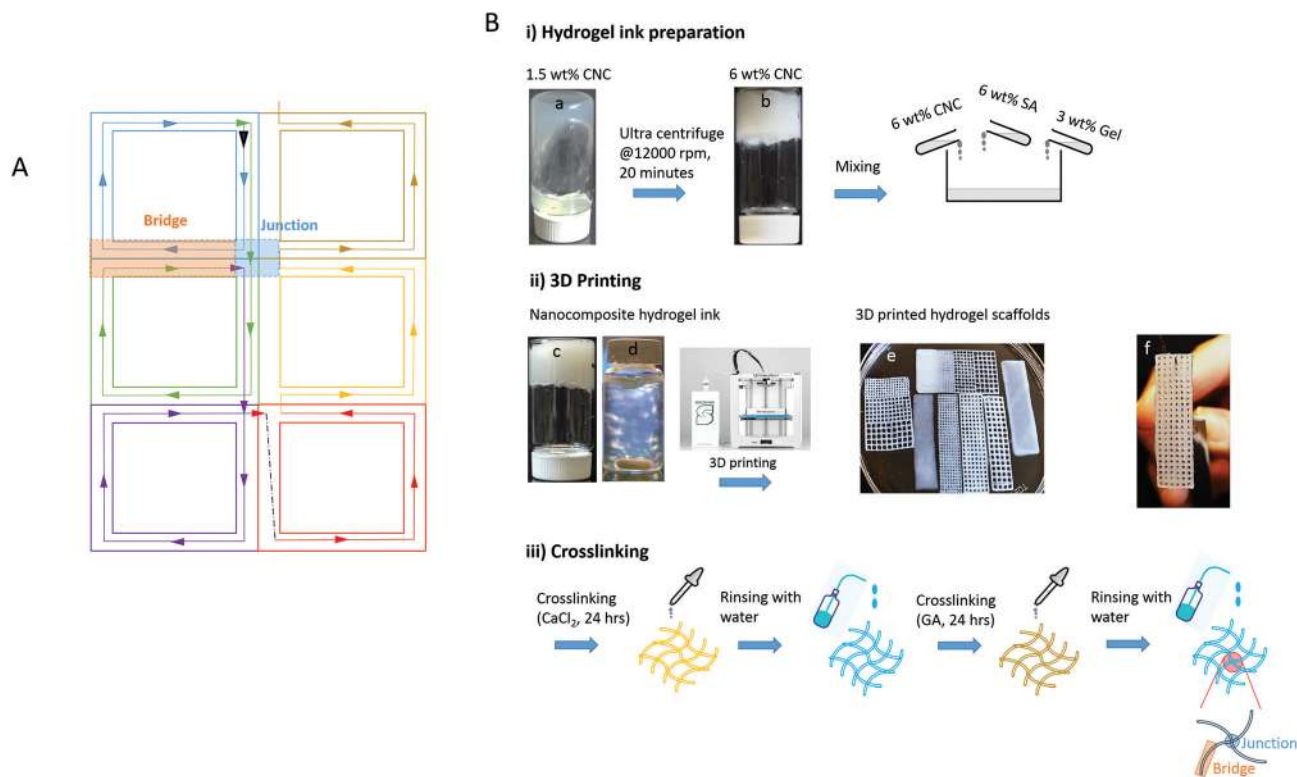 A
Bridge
Junction
B
i) Hydrogel ink preparation
1.5 wt% CNC
a
Ultra centrifuge
@12000 rpm,
20 minutes
6 wt% CNC
b
Mixing
6 wt% CNC
6 wt% SA
3 wt% Gel
ii) 3D Printing
Nanocomposite hydrogel ink
c
d
3D printing
3D printed hydrogel scaffolds
e
f
iii) Crosslinking
Crosslinking
(CaCl₂, 24 hrs)
Rinsing with
water
Crosslinking
(GA, 24 hrs)
Rinsing with
water
Junction
Bridge